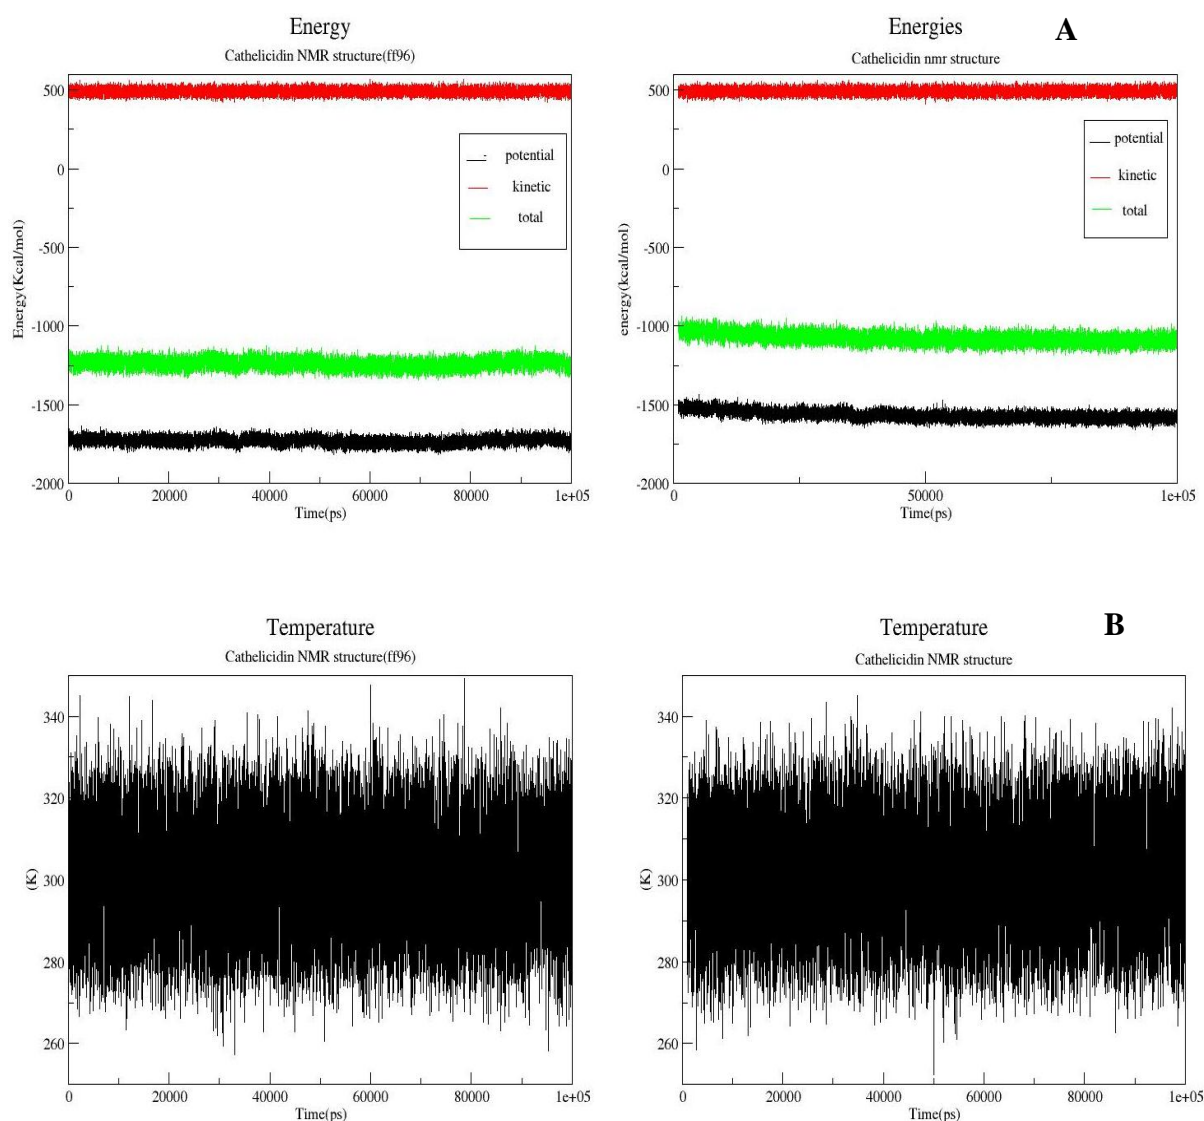 Energy
Cathelicidin NMR structure(ff96)
500
0
-500
-1000
-1500
-2000
Energy(Kcal/mol)
potential
kinetic
total
0
20000
40000
60000
80000
1e+05
Time(ps)
Energies
A
Cathelicidin nmr structure
500
0
-500
-1000
-1500
-2000
energy(kcal/mol)
potential
kinetic
total
0
50000
1e+05
Time(ps)
Temperature
Cathelicidin NMR structure(ff96)
340
320
300
280
260
(K)
0
20000
40000
60000
80000
1e+05
Time(ps)
Temperature
B
Cathelicidin NMR structure
340
320
300
280
260
(K)
0
20000
40000
60000
80000
1e+05
Time(ps)